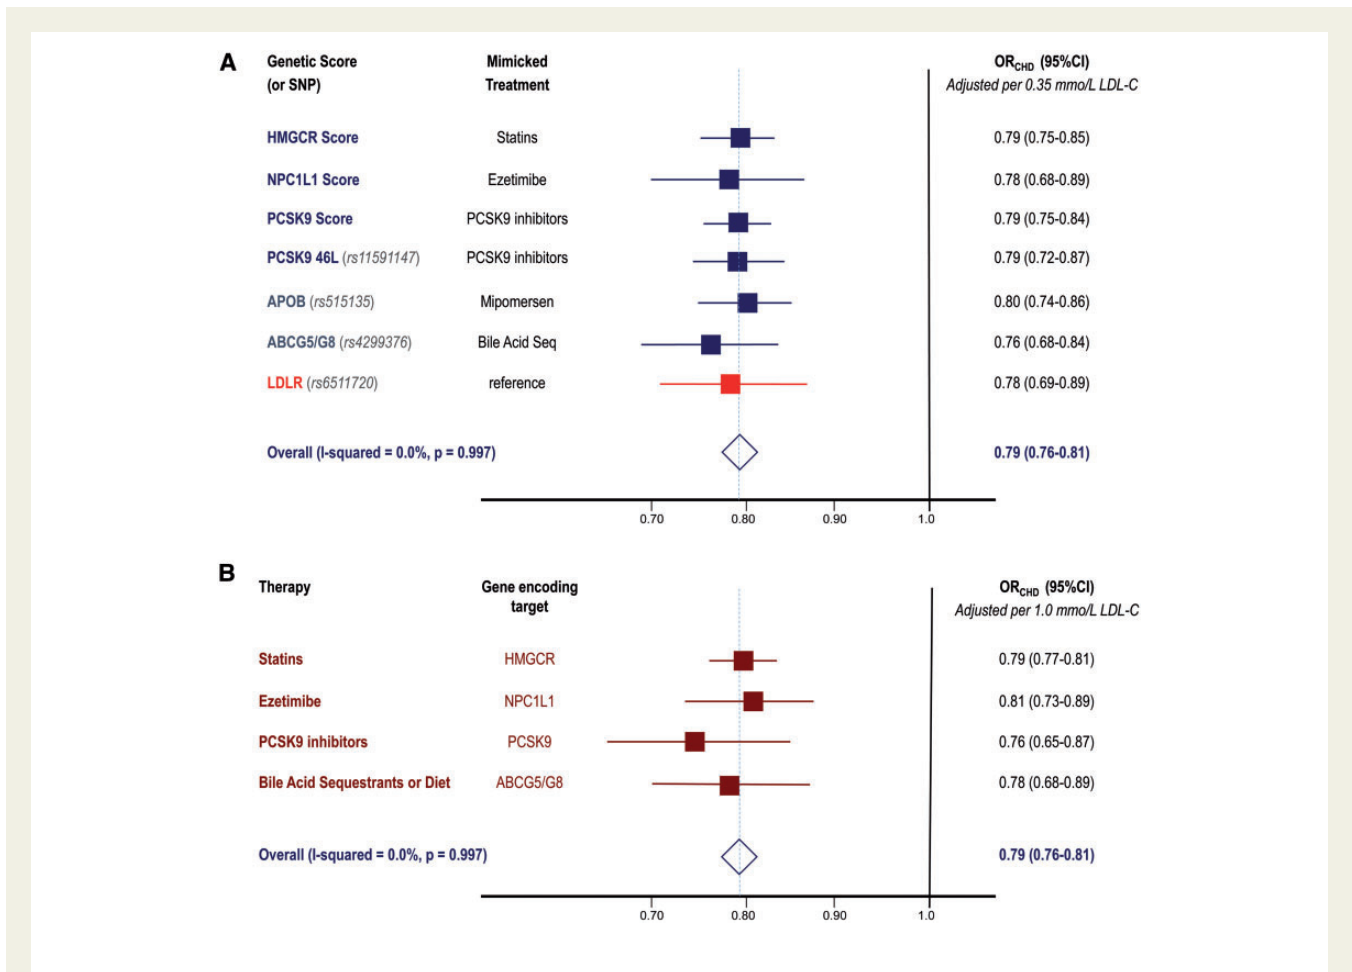 A
Genetic Score Mimicked ORCHD (95%CI)
(or SNP) Treatment Adjusted per 0.35 mmo/L LDL-C
HMGCR Score Statins 0.79 (0.75-0.85)
NPC1L1 Score Ezetimibe 0.78 (0.68-0.89)
PCSK9 Score PCSK9 inhibitors 0.79 (0.75-0.84)
PCSK9 46L (rs11591147) PCSK9 inhibitors 0.79 (0.72-0.87)
APOB (rs515135) Mipomersen 0.80 (0.74-0.86)
ABCG5/G8 (rs4299376) Bile Acid Seq 0.76 (0.68-0.84)
LDLR (rs6511720) reference 0.78 (0.69-0.89)
Overall (I-squared = 0.0%, p = 0.997) 0.79 (0.76-0.81)
0.70 0.80 0.90 1.0
B
Therapy Gene encoding ORCHD (95%CI)
target Adjusted per 1.0 mmo/L LDL-C
Statins HMGCR 0.79 (0.77-0.81)
Ezetimibe NPC1L1 0.81 (0.73-0.89)
PCSK9 inhibitors PCSK9 0.76 (0.65-0.87)
Bile Acid Sequestrants or Diet ABCG5/G8 0.78 (0.68-0.89)
Overall (I-squared = 0.0%, p = 0.997) 0.79 (0.76-0.81)
0.70 0.80 0.90 1.0